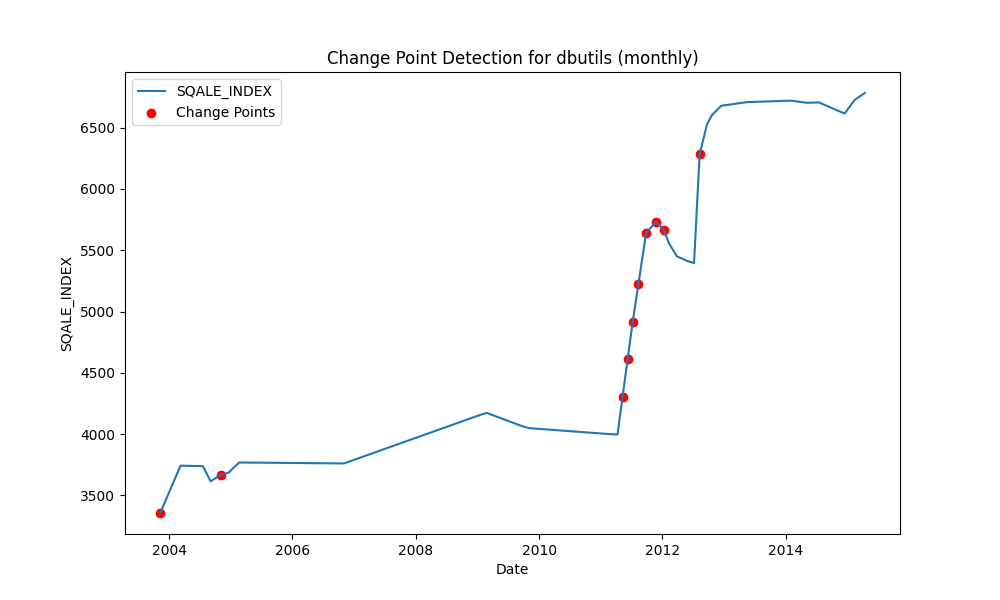 Change Point Detection for dbutils (monthly)
SQALE_INDEX
Change Points
6500
6000
5500
5000
4500
4000
3500
SQALE_INDEX
2004
2006
2008
2010
2012
2014
Date